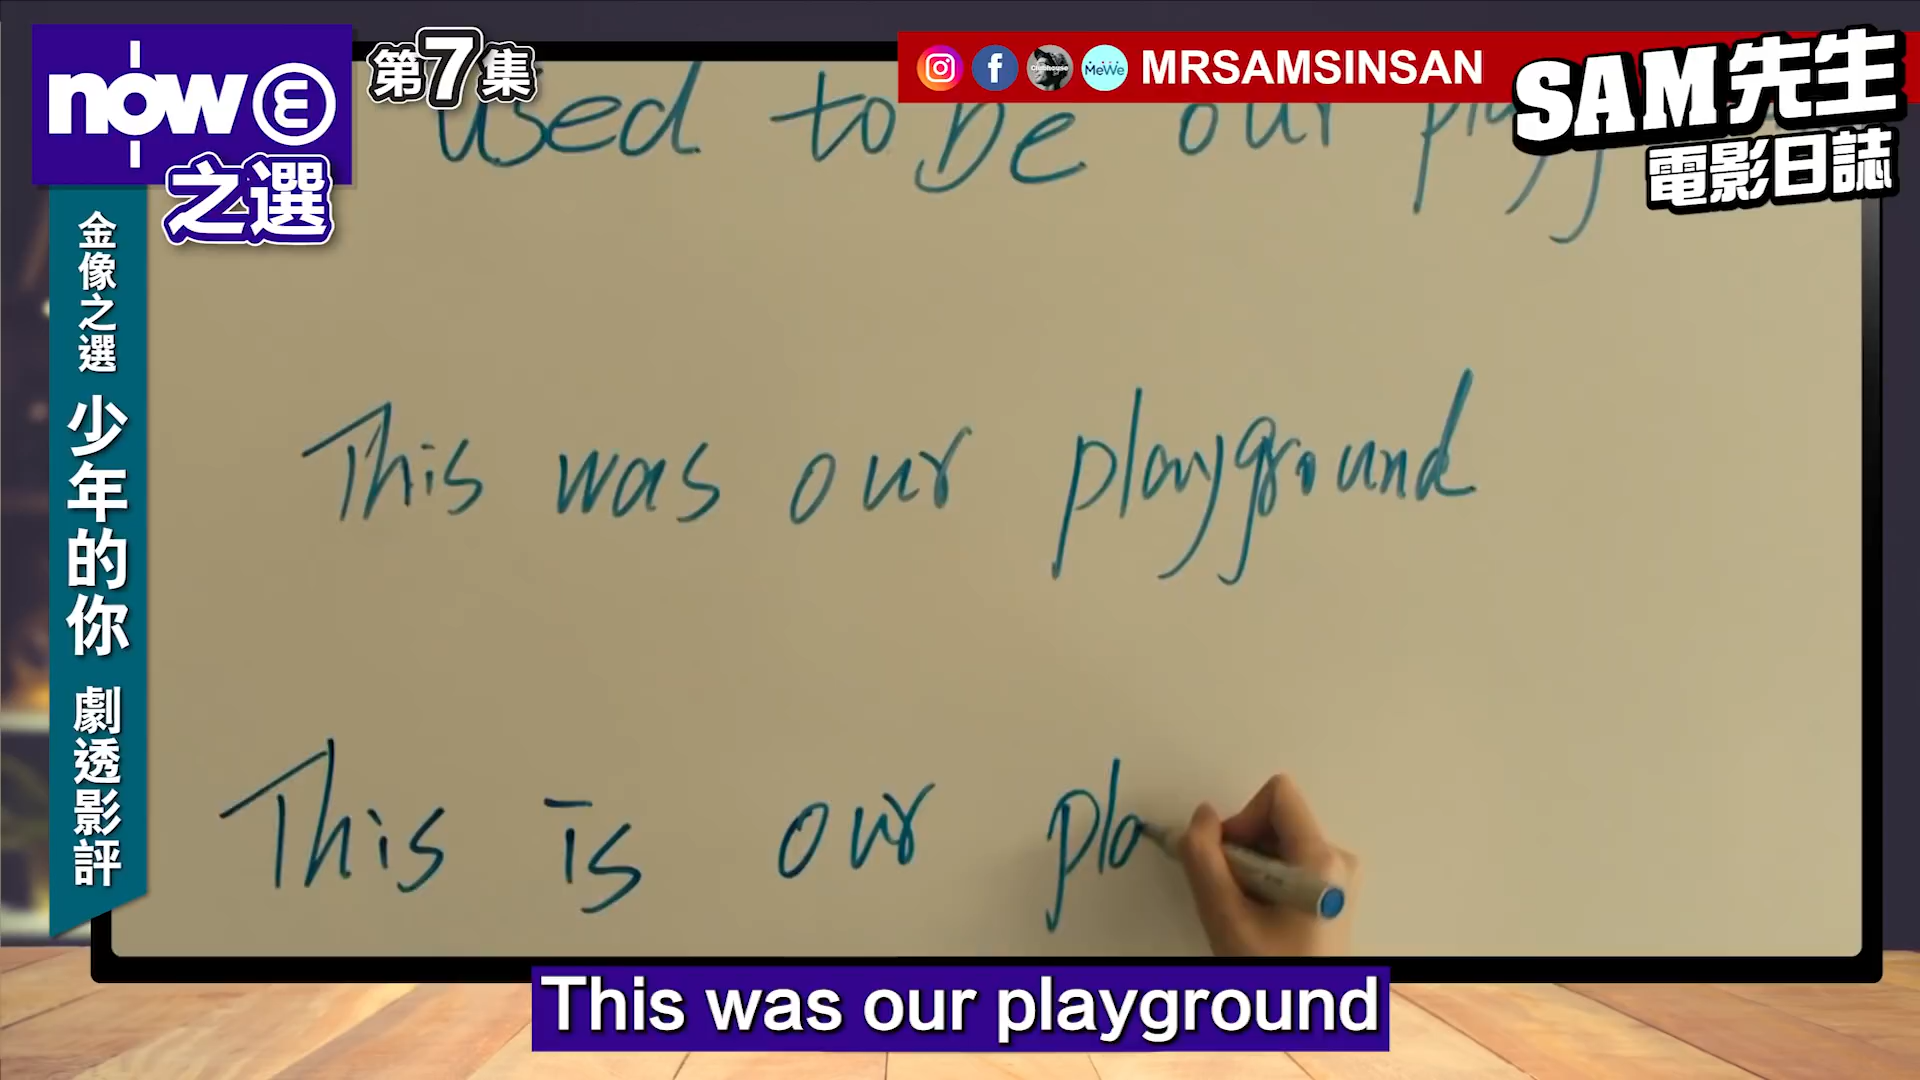 now E
之選
第7集
MRSAMSINSAN
SAM先生
電影日誌
金像之選 少年的你 劇透影評
used to be our
This was our playground
This is our pla
This was our playground